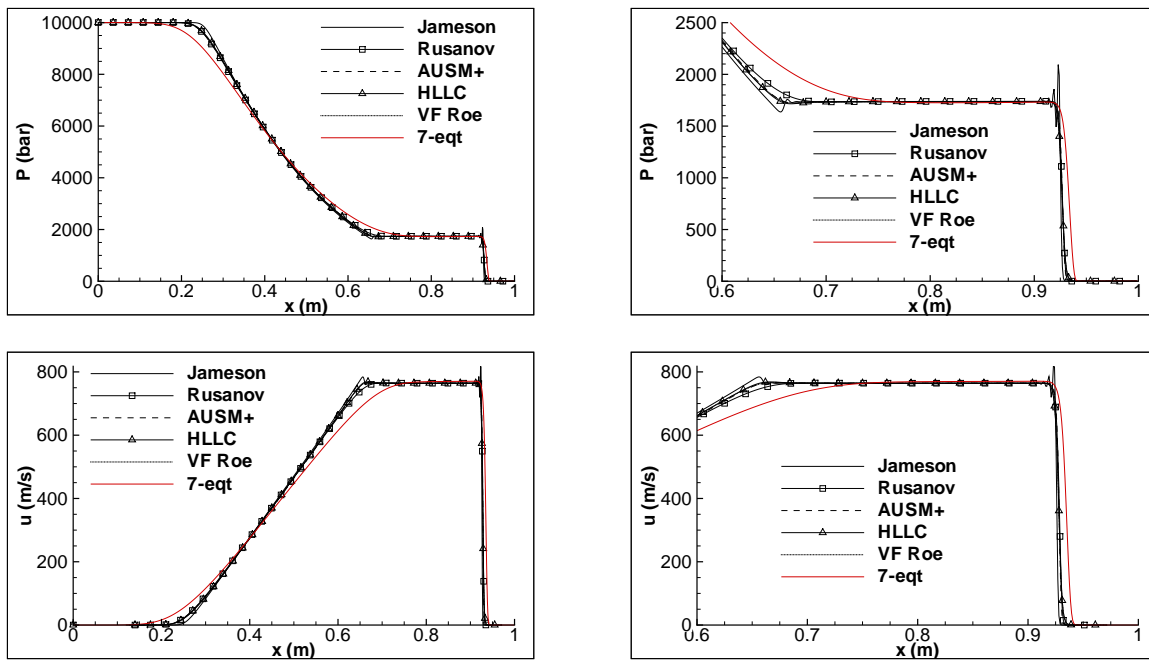 10000
8000
6000
4000
2000
0
P (bar)
0
0.2
0.4
0.6
0.8
1
x (m)
Jameson
Rusanov
AUSM+
HLLC
VF Roe
7-eqt
2500
2000
1500
1000
500
0
P (bar)
0.6
0.7
0.8
0.9
1
x (m)
Jameson
Rusanov
AUSM+
HLLC
VF Roe
7-eqt
800
600
400
200
0
u (m/s)
0
0.2
0.4
0.6
0.8
1
x (m)
Jameson
Rusanov
AUSM+
HLLC
VF Roe
7-eqt
800
600
400
200
0
u (m/s)
0.6
0.7
0.8
0.9
1
x (m)
Jameson
Rusanov
AUSM+
HLLC
VF Roe
7-eqt